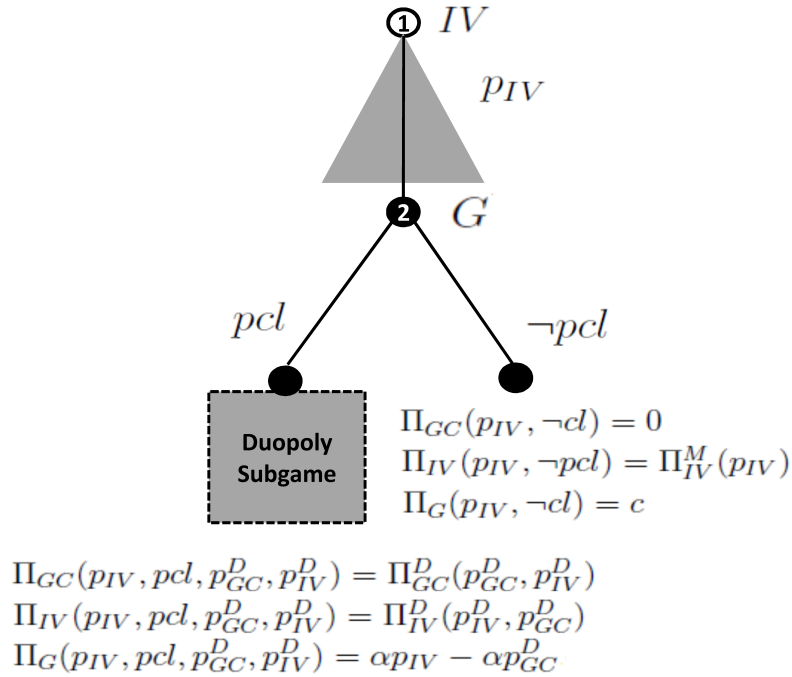 1 IV
p_{IV}
2 G
pcl ¬pcl
Duopoly
Subgame
Π_{GC}(p_{IV}, ¬cl) = 0
Π_{IV}(p_{IV}, ¬pcl) = Π^M_{IV}(p_{IV})
Π_G(p_{IV}, ¬cl) = c
Π_{GC}(p_{IV}, pcl, p^D_{GC}, p^D_{IV}) = Π^D_{GC}(p^D_{GC}, p^D_{IV})
Π_{IV}(p_{IV}, pcl, p^D_{GC}, p^D_{IV}) = Π^D_{IV}(p^D_{IV}, p^D_{GC})
Π_G(p_{IV}, pcl, p^D_{GC}, p^D_{IV}) = αp_{IV} − αp^D_{GC}